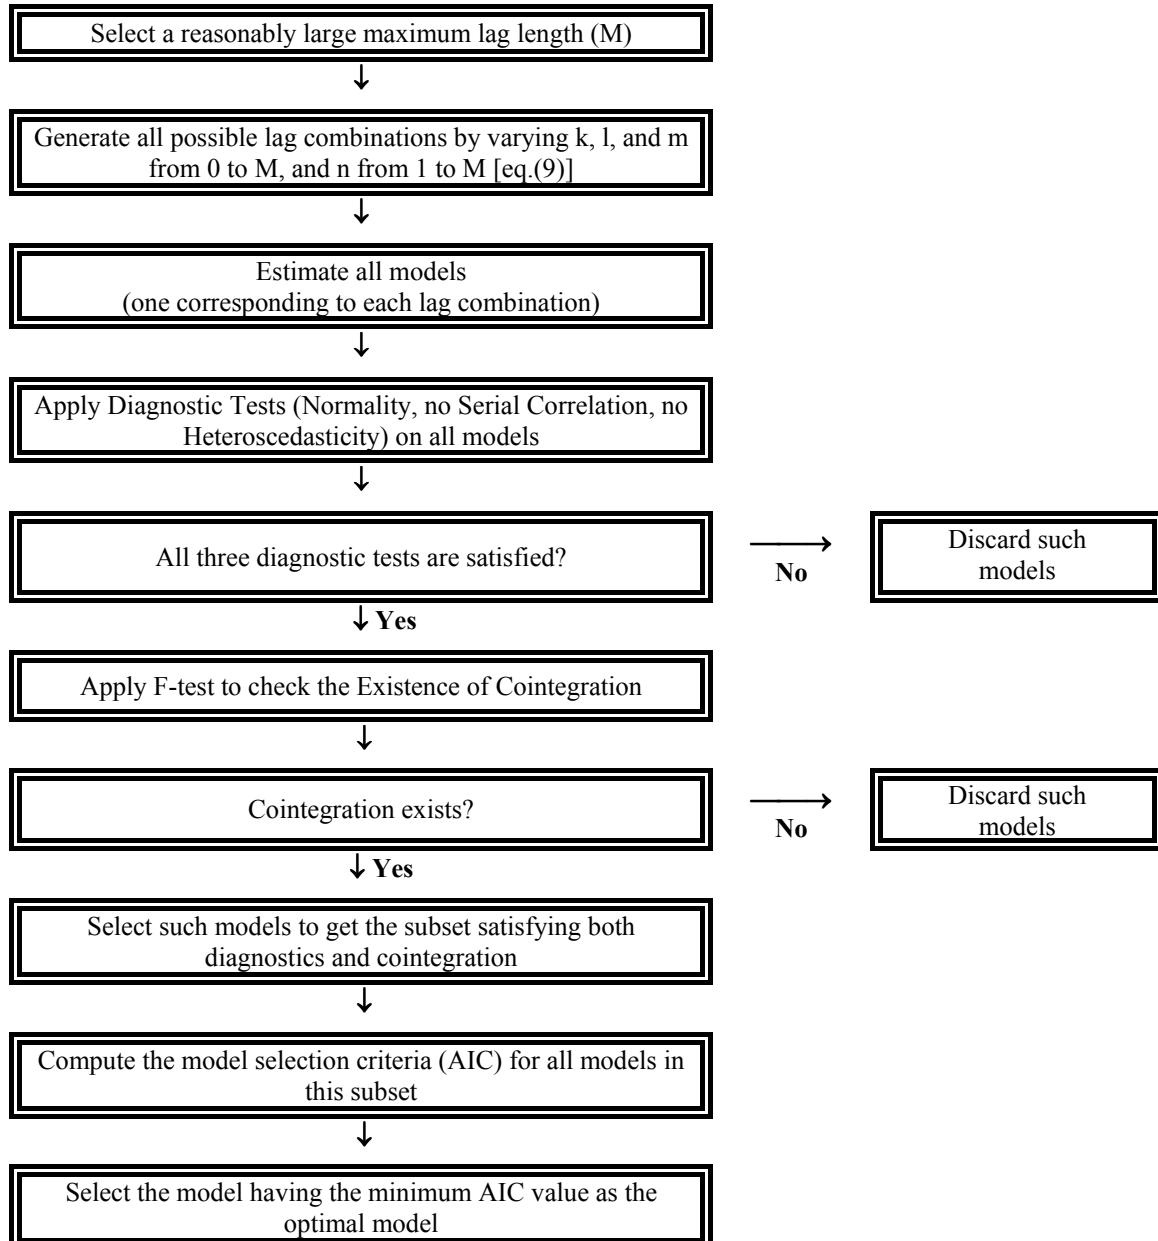 Select a reasonably large maximum lag length (M)
↓
Generate all possible lag combinations by varying k, l, and m
from 0 to M, and n from 1 to M [eq.(9)]
↓
Estimate all models
(one corresponding to each lag combination)
↓
Apply Diagnostic Tests (Normality, no Serial Correlation, no
Heteroscedasticity) on all models
↓
All three diagnostic tests are satisfied?
→
No
Discard such
models
↓ Yes
Apply F-test to check the Existence of Cointegration
↓
Cointegration exists?
→
No
Discard such
models
↓ Yes
Select such models to get the subset satisfying both
diagnostics and cointegration
↓
Compute the model selection criteria (AIC) for all models in
this subset
↓
Select the model having the minimum AIC value as the
optimal model